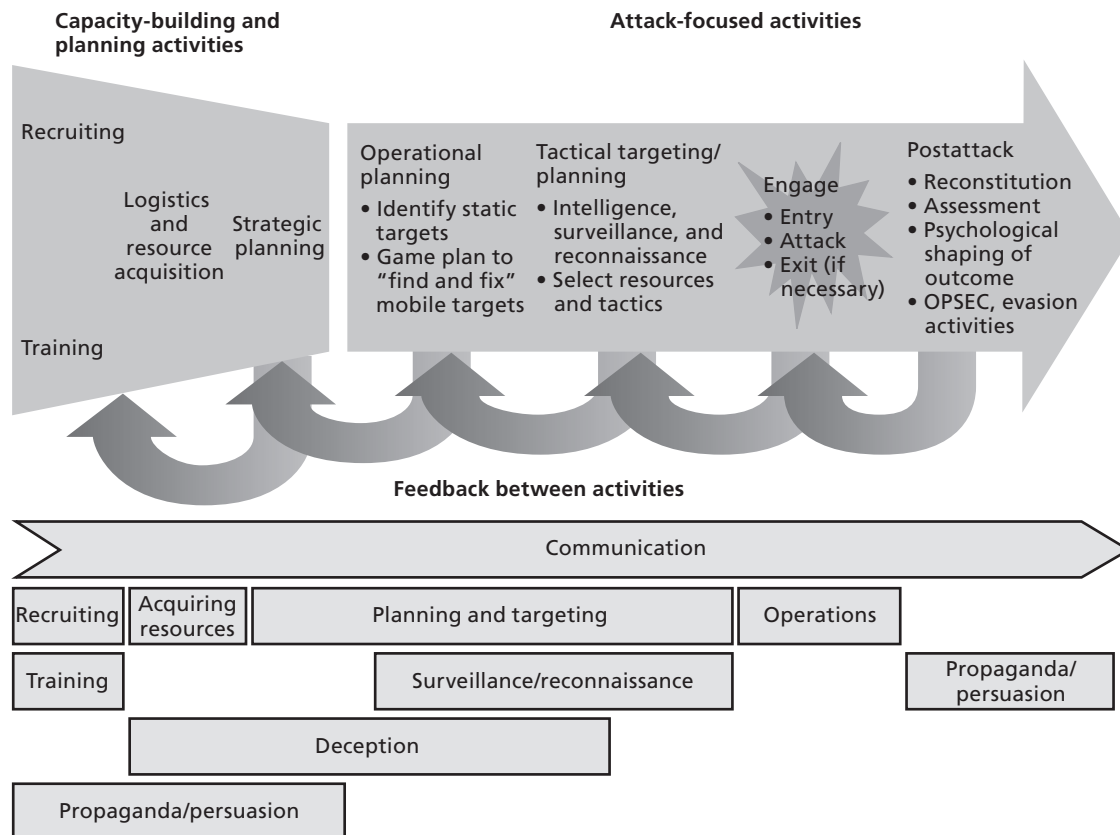 Capacity-building and
planning activities
Attack-focused activities
Recruiting
Logistics
and
resource
acquisition
Strategic
planning
Training
Operational
planning
• Identify static
targets
• Game plan to
“find and fix”
mobile targets
Tactical targeting/
planning
• Intelligence,
surveillance, and
reconnaissance
• Select resources
and tactics
Engage
• Entry
• Attack
• Exit (if
necessary)
Postattack
• Reconstitution
• Assessment
• Psychological
shaping of
outcome
• OPSEC, evasion
activities
Feedback between activities
Communication
Recruiting
Acquiring
resources
Planning and targeting
Operations
Training
Surveillance/reconnaissance
Propaganda/
persuasion
Deception
Propaganda/persuasion